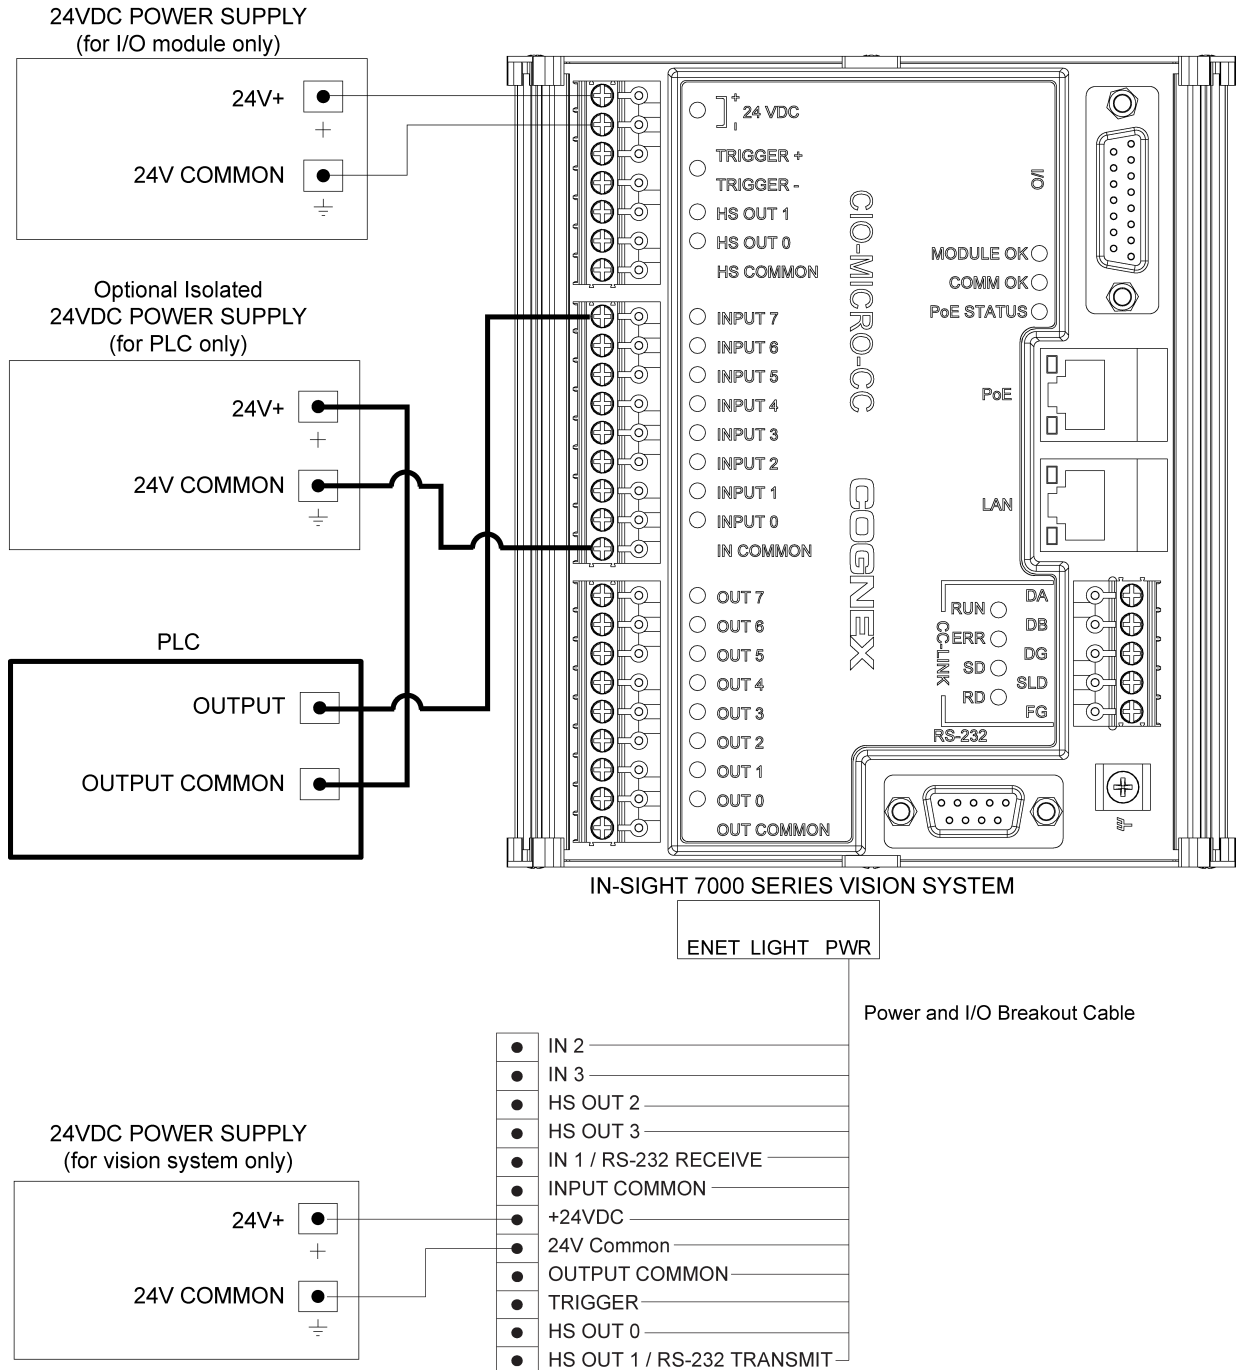 24VDC POWER SUPPLY
(for I/O module only)
24V+
+
24V COMMON
Optional Isolated
24VDC POWER SUPPLY
(for PLC only)
24V+
+
24V COMMON
PLC
OUTPUT
OUTPUT COMMON
+
24 VDC
-
TRIGGER +
TRIGGER -
HS OUT 1
HS OUT 0
HS COMMON
INPUT 7
INPUT 6
INPUT 5
INPUT 4
INPUT 3
INPUT 2
INPUT 1
INPUT 0
IN COMMON
OUT 7
OUT 6
OUT 5
OUT 4
OUT 3
OUT 2
OUT 1
OUT 0
OUT COMMON
CIO-MICRO-CC
COGNEX
I/O
MODULE OK
COMM OK
PoE STATUS
PoE
LAN
CC-LINK
RUN
ERR
SD
RD
DA
DB
DG
SLD
FG
RS-232
IN-SIGHT 7000 SERIES VISION SYSTEM
ENET LIGHT PWR
Power and I/O Breakout Cable
IN 2
IN 3
HS OUT 2
HS OUT 3
IN 1 / RS-232 RECEIVE
INPUT COMMON
+24VDC
24V Common
OUTPUT COMMON
TRIGGER
HS OUT 0
HS OUT 1 / RS-232 TRANSMIT
24VDC POWER SUPPLY
(for vision system only)
24V+
+
24V COMMON